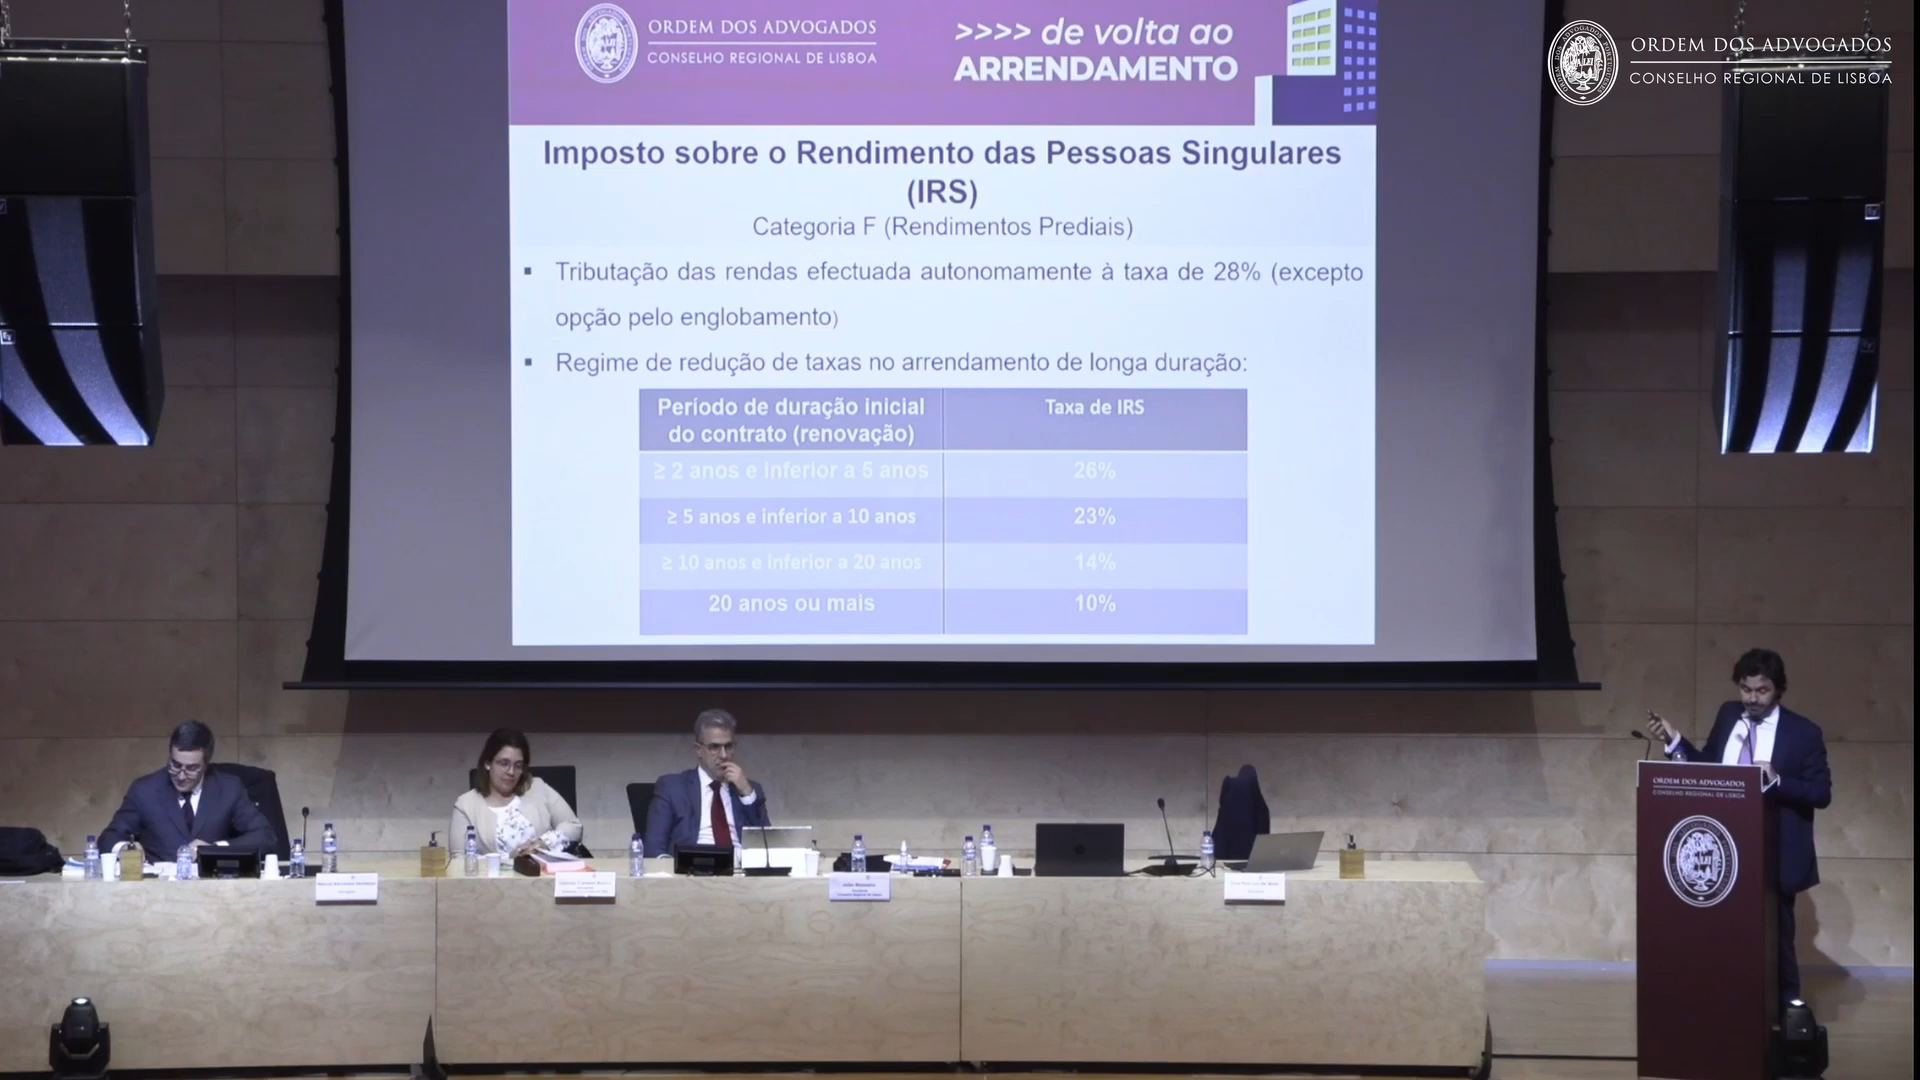 ORDEM DOS ADVOGADOS
CONSELHO REGIONAL DE LISBOA
>>>> de volta ao
ARRENDAMENTO
ORDEM DOS ADVOGADOS
CONSELHO REGIONAL DE LISBOA
Imposto sobre o Rendimento das Pessoas Singulares
(IRS)
Categoria F (Rendimentos Prediais)
▪ Tributação das rendas efectuada autonomamente à taxa de 28% (excepto
opção pelo englobamento)
▪ Regime de redução de taxas no arrendamento de longa duração:
Período de duração inicial
do contrato (renovação)
Taxa de IRS
≥ 2 anos e inferior a 5 anos
26%
≥ 5 anos e inferior a 10 anos
23%
≥ 10 anos e inferior a 20 anos
14%
20 anos ou mais
10%
ORDEM DOS ADVOGADOS
CONSELHO REGIONAL DE LISBOA